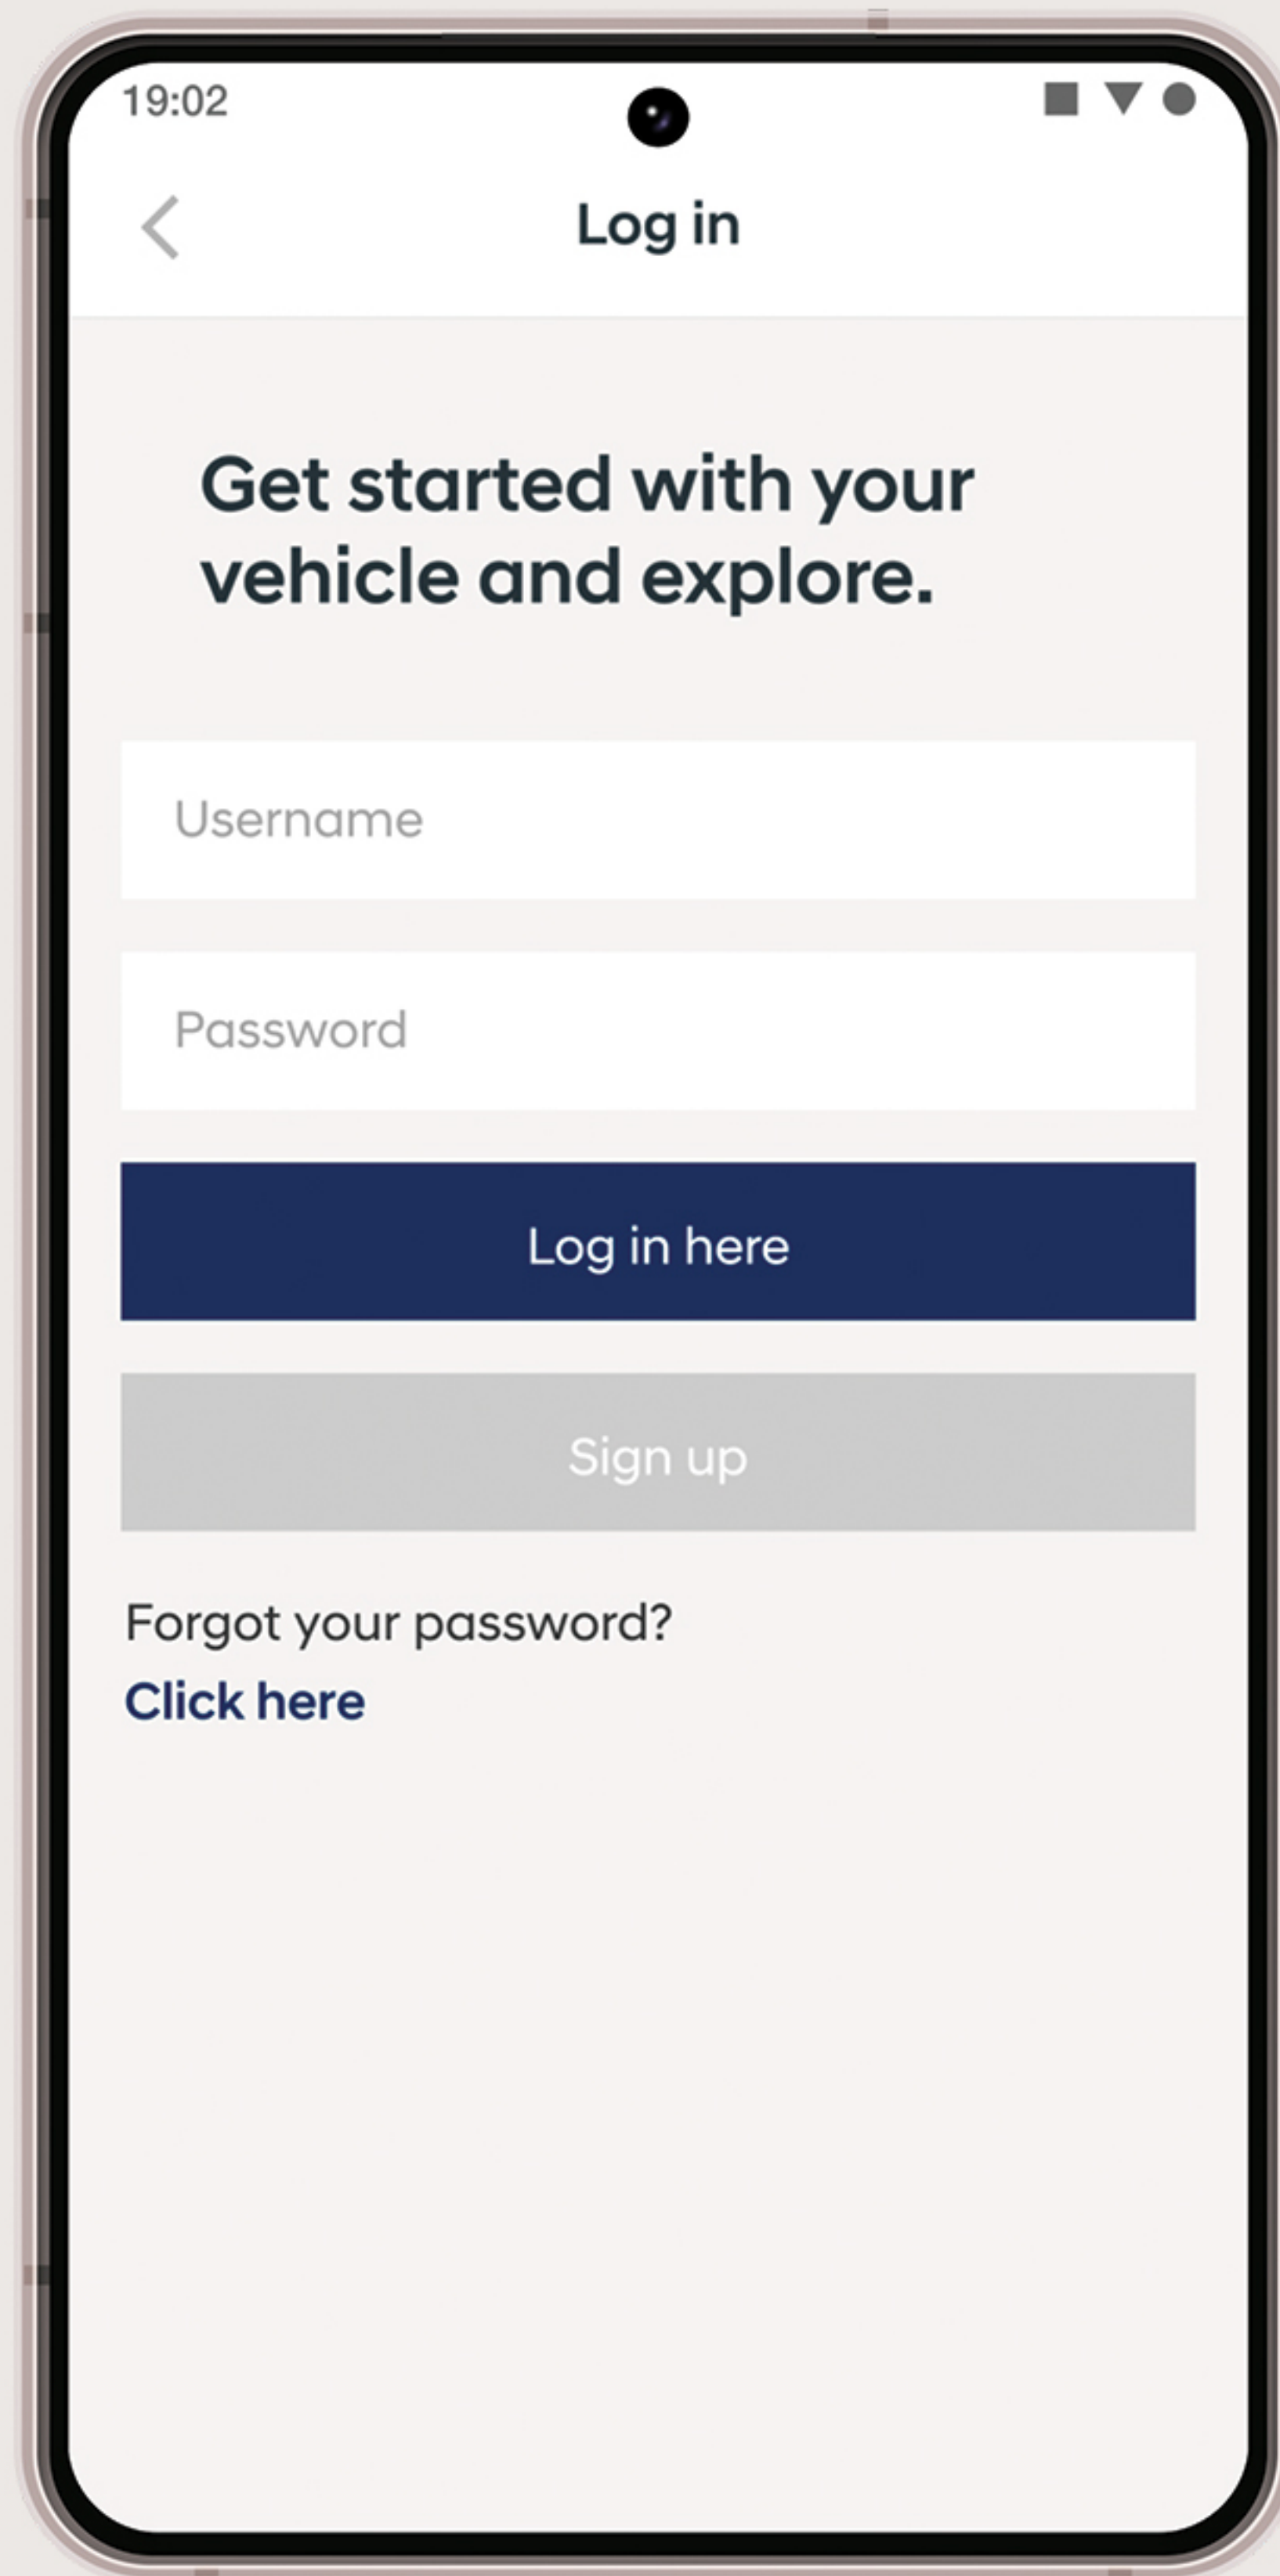 19:02
Log in
Get started with your
vehicle and explore.
Username
Password
Log in here
Sign up
Forgot your password?
Click here